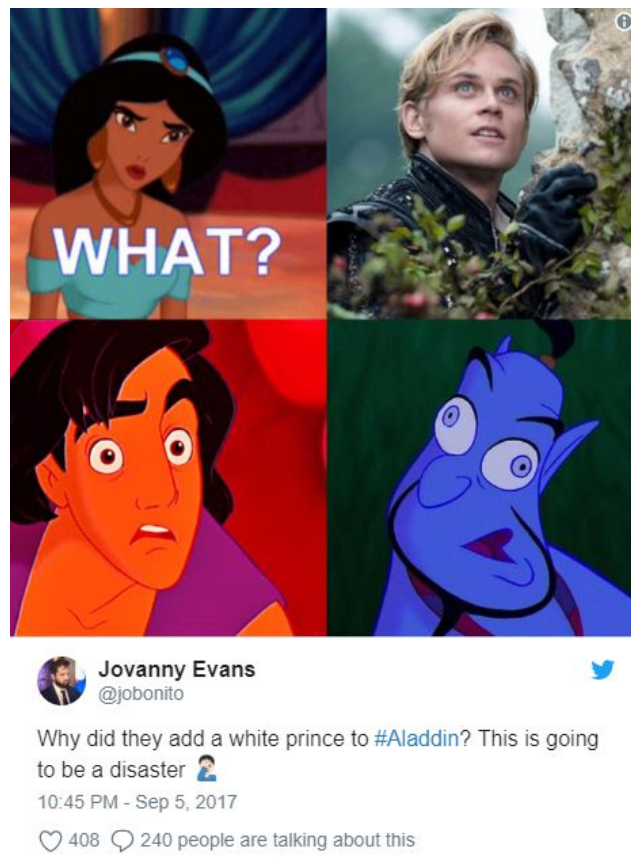 WHAT?
Jovanny Evans
@jobonito
Why did they add a white prince to #Aladdin? This is going
to be a disaster 🤦🏻‍♂️
10:45 PM - Sep 5, 2017
408 240 people are talking about this